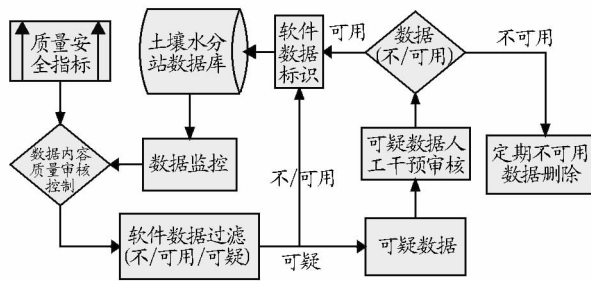 质量安
全指标
土壤水分
站数据库
软件
数据
标识
可用
数据
(不/可用)
不可用
数据内容
质量审核
控制
数据监控
不/可用
可疑数据人
工干预审核
定期不可用
数据删除
软件数据过滤
(不/可用/可疑)
可疑
可疑数据